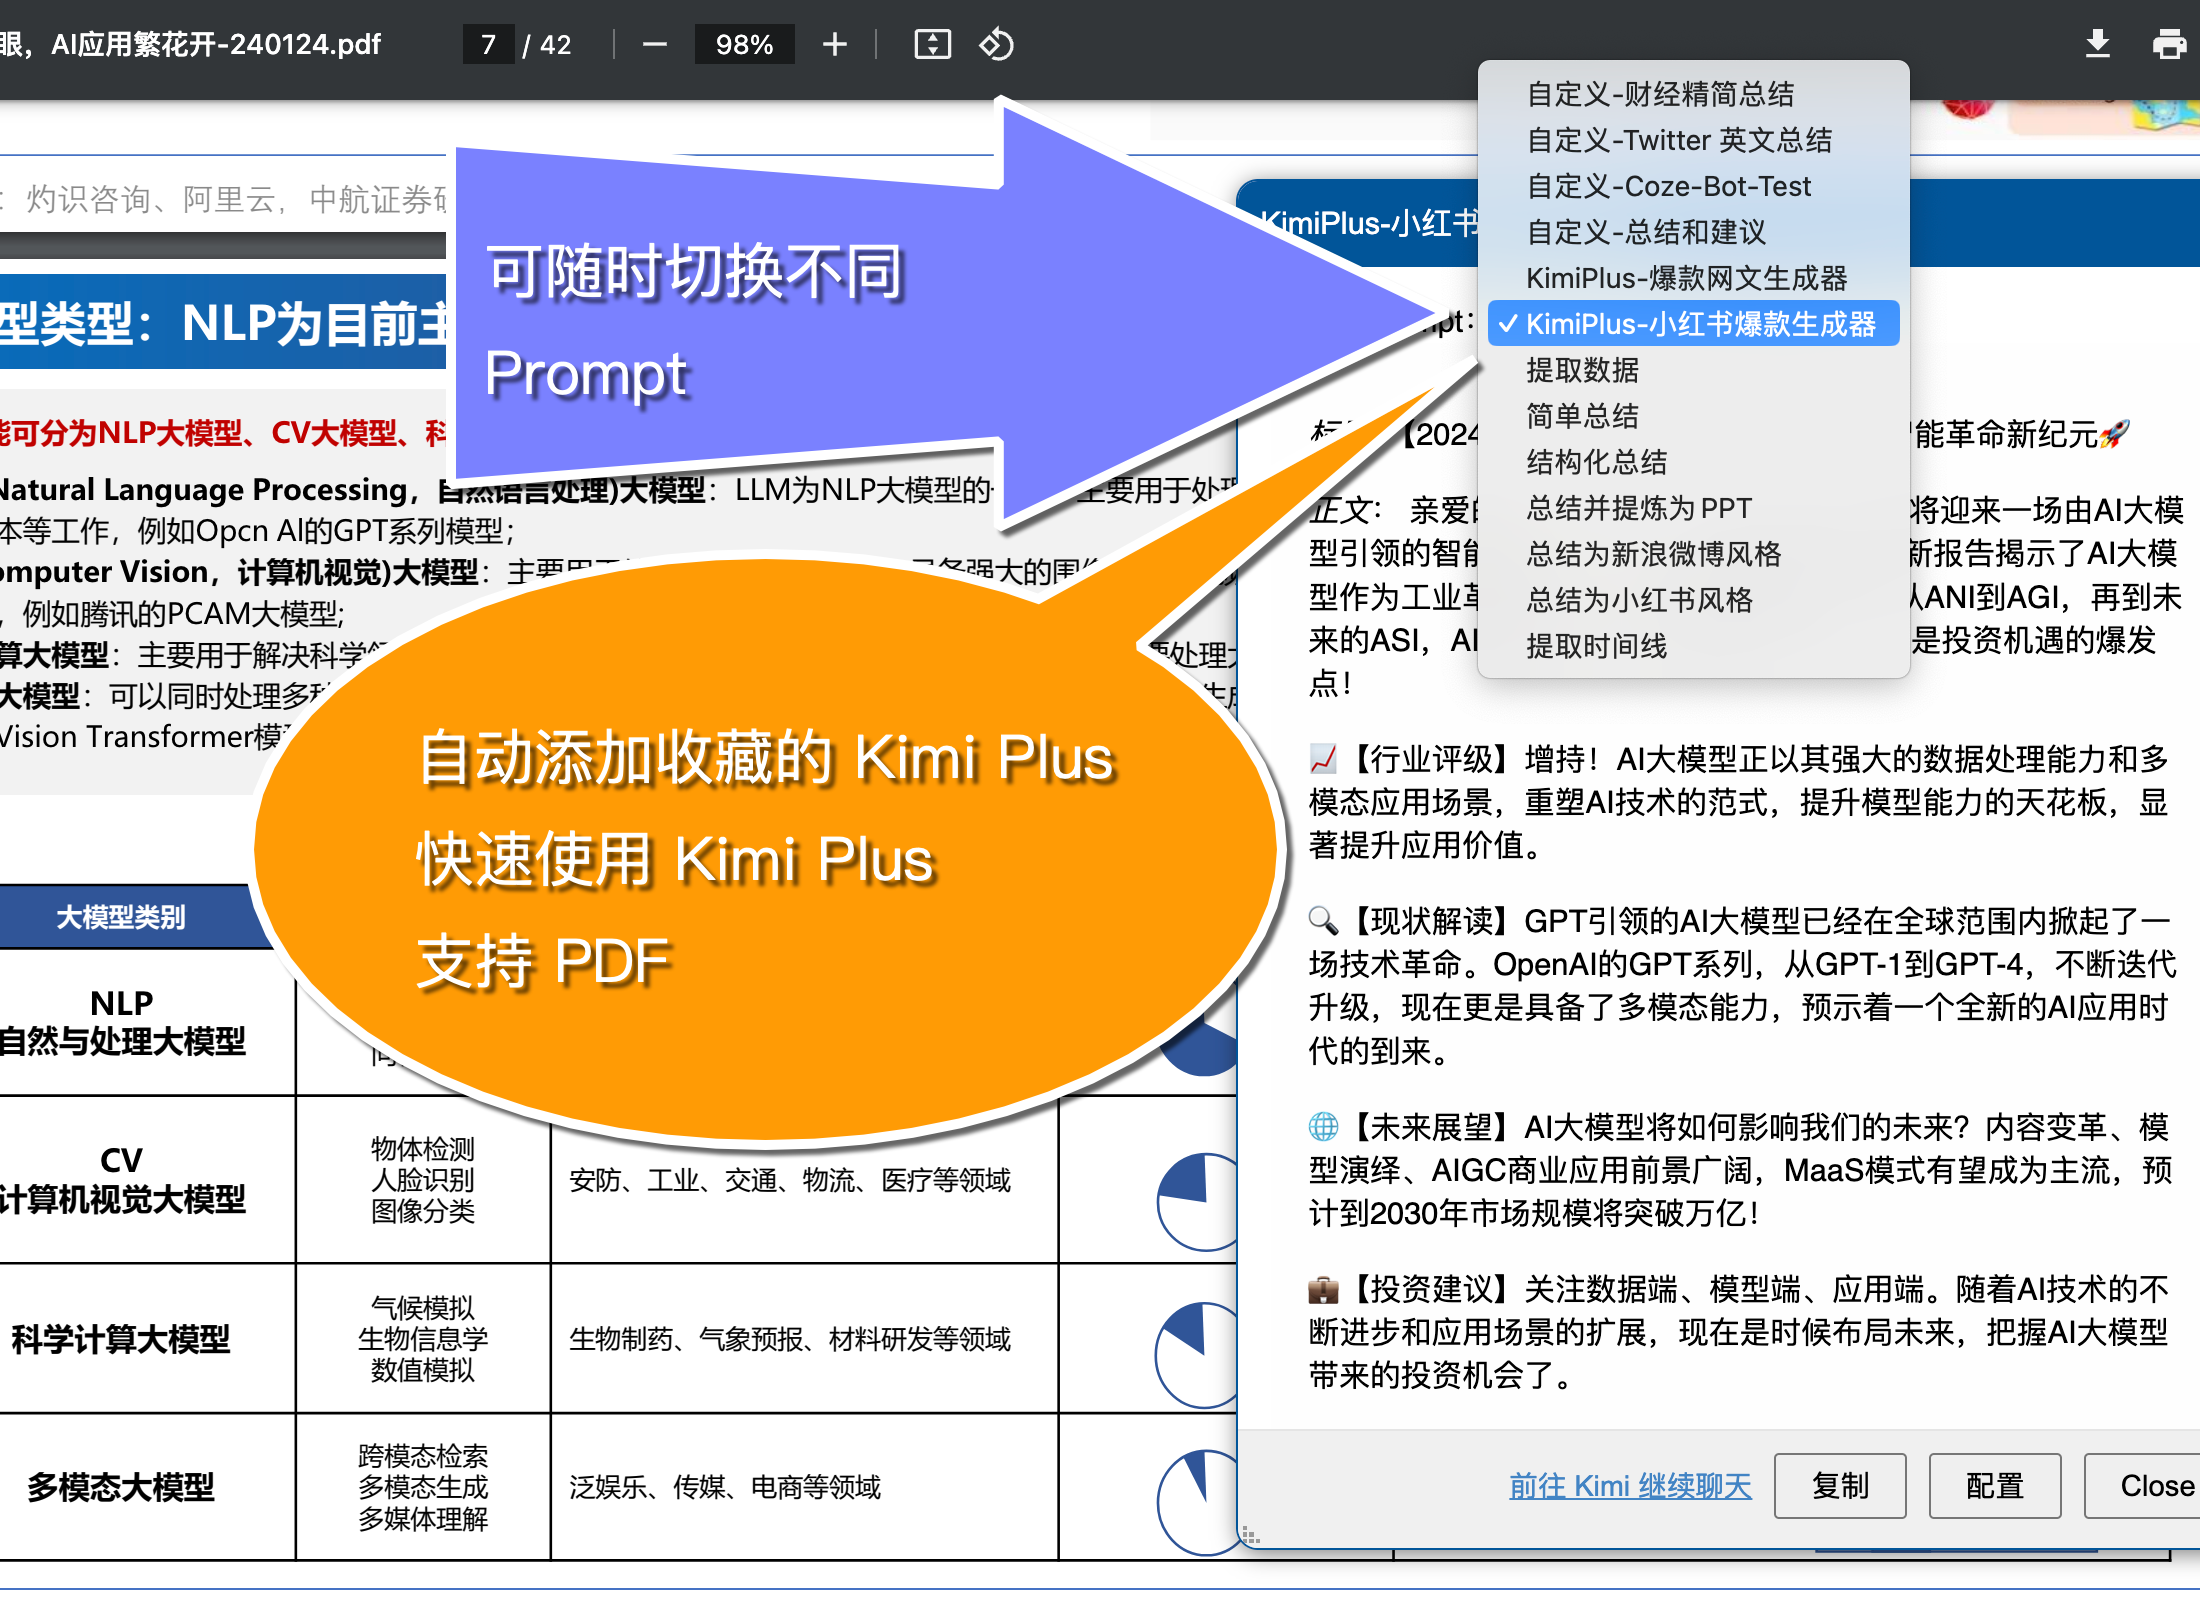 眼，AI应用繁花开-240124.pdf
7 / 42
98%
：灼识咨询、阿里云，中航证券研
型类型：NLP为目前主
能可分为NLP大模型、CV大模型、科
Natural Language Processing，自然语言处理)大模型：LLM为NLP大模型的 主要用于处理
本等工作，例如Opcn Al的GPT系列模型；
omputer Vision，计算机视觉)大模型：主要用于 强大的图像
，例如腾讯的PCAM大模型;
算大模型：主要用于解决科学领 要处理大
大模型：可以同时处理多种 生成
Vision Transformer模型
可随时切换不同
Prompt
自动添加收藏的 Kimi Plus
快速使用 Kimi Plus
支持 PDF
大模型类别
NLP
自然与处理大模型
CV
计算机视觉大模型
物体检测
人脸识别
图像分类
安防、工业、交通、物流、医疗等领域
科学计算大模型
气候模拟
生物信息学
数值模拟
生物制药、气象预报、材料研发等领域
多模态大模型
跨模态检索
多模态生成
多媒体理解
泛娱乐、传媒、电商等领域
KimiPlus-小红书
mpt：
自定义-财经精简总结
自定义-Twitter 英文总结
自定义-Coze-Bot-Test
自定义-总结和建议
KimiPlus-爆款网文生成器
✓ KimiPlus-小红书爆款生成器
提取数据
简单总结
结构化总结
总结并提炼为 PPT
总结为新浪微博风格
总结为小红书风格
提取时间线
标 【2024 智能革命新纪元🚀
正文： 亲爱的 将迎来一场由AI大模
型引领的智能 新报告揭示了AI大模
型作为工业革 从ANI到AGI，再到未
来的ASI，AI 是投资机遇的爆发
点！
📈【行业评级】增持！AI大模型正以其强大的数据处理能力和多
模态应用场景，重塑AI技术的范式，提升模型能力的天花板，显
著提升应用价值。
🔍【现状解读】GPT引领的AI大模型已经在全球范围内掀起了一
场技术革命。OpenAI的GPT系列，从GPT-1到GPT-4，不断迭代
升级，现在更是具备了多模态能力，预示着一个全新的AI应用时
代的到来。
🌐【未来展望】AI大模型将如何影响我们的未来？内容变革、模
型演绎、AIGC商业应用前景广阔，MaaS模式有望成为主流，预
计到2030年市场规模将突破万亿！
💼【投资建议】关注数据端、模型端、应用端。随着AI技术的不
断进步和应用场景的扩展，现在是时候布局未来，把握AI大模型
带来的投资机会了。
前往 Kimi 继续聊天
复制
配置
Close